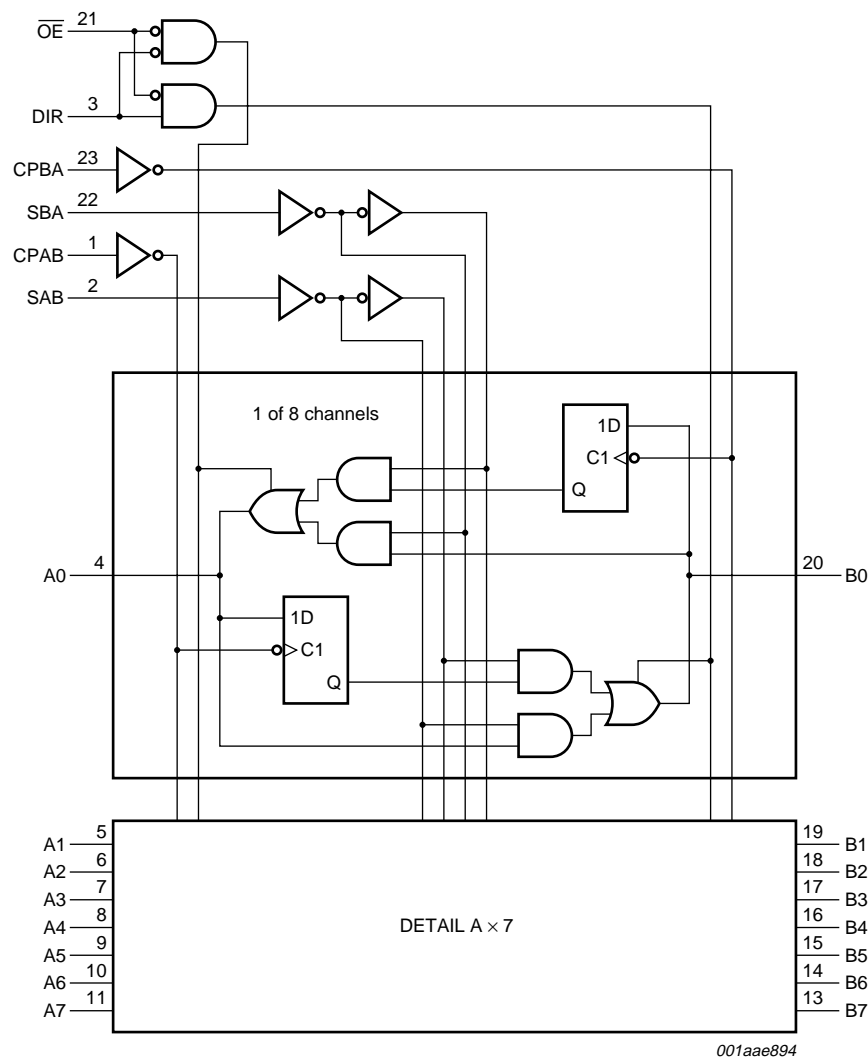 OE 21
DIR 3
CPBA 23
SBA 22
CPAB 1
SAB 2
1 of 8 channels
1D
C1
Q
A0 4
20 B0
1D
C1
Q
A1 5
A2 6
A3 7
A4 8
A5 9
A6 10
A7 11
DETAIL A × 7
19 B1
18 B2
17 B3
16 B4
15 B5
14 B6
13 B7
001aae894